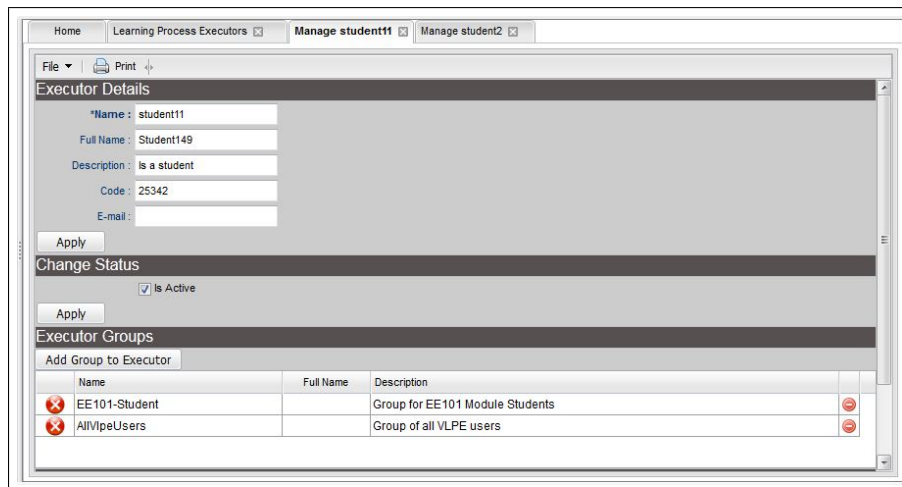 Home Learning Process Executors Manage student11 Manage student2
File Print
Executor Details
*Name : student11
Full Name : Student149
Description : Is a student
Code : 25342
E-mail :
Apply
Change Status
Is Active
Apply
Executor Groups
Add Group to Executor
Name Full Name Description
EE101-Student Group for EE101 Module Students
AllVlpeUsers Group of all VLPE users